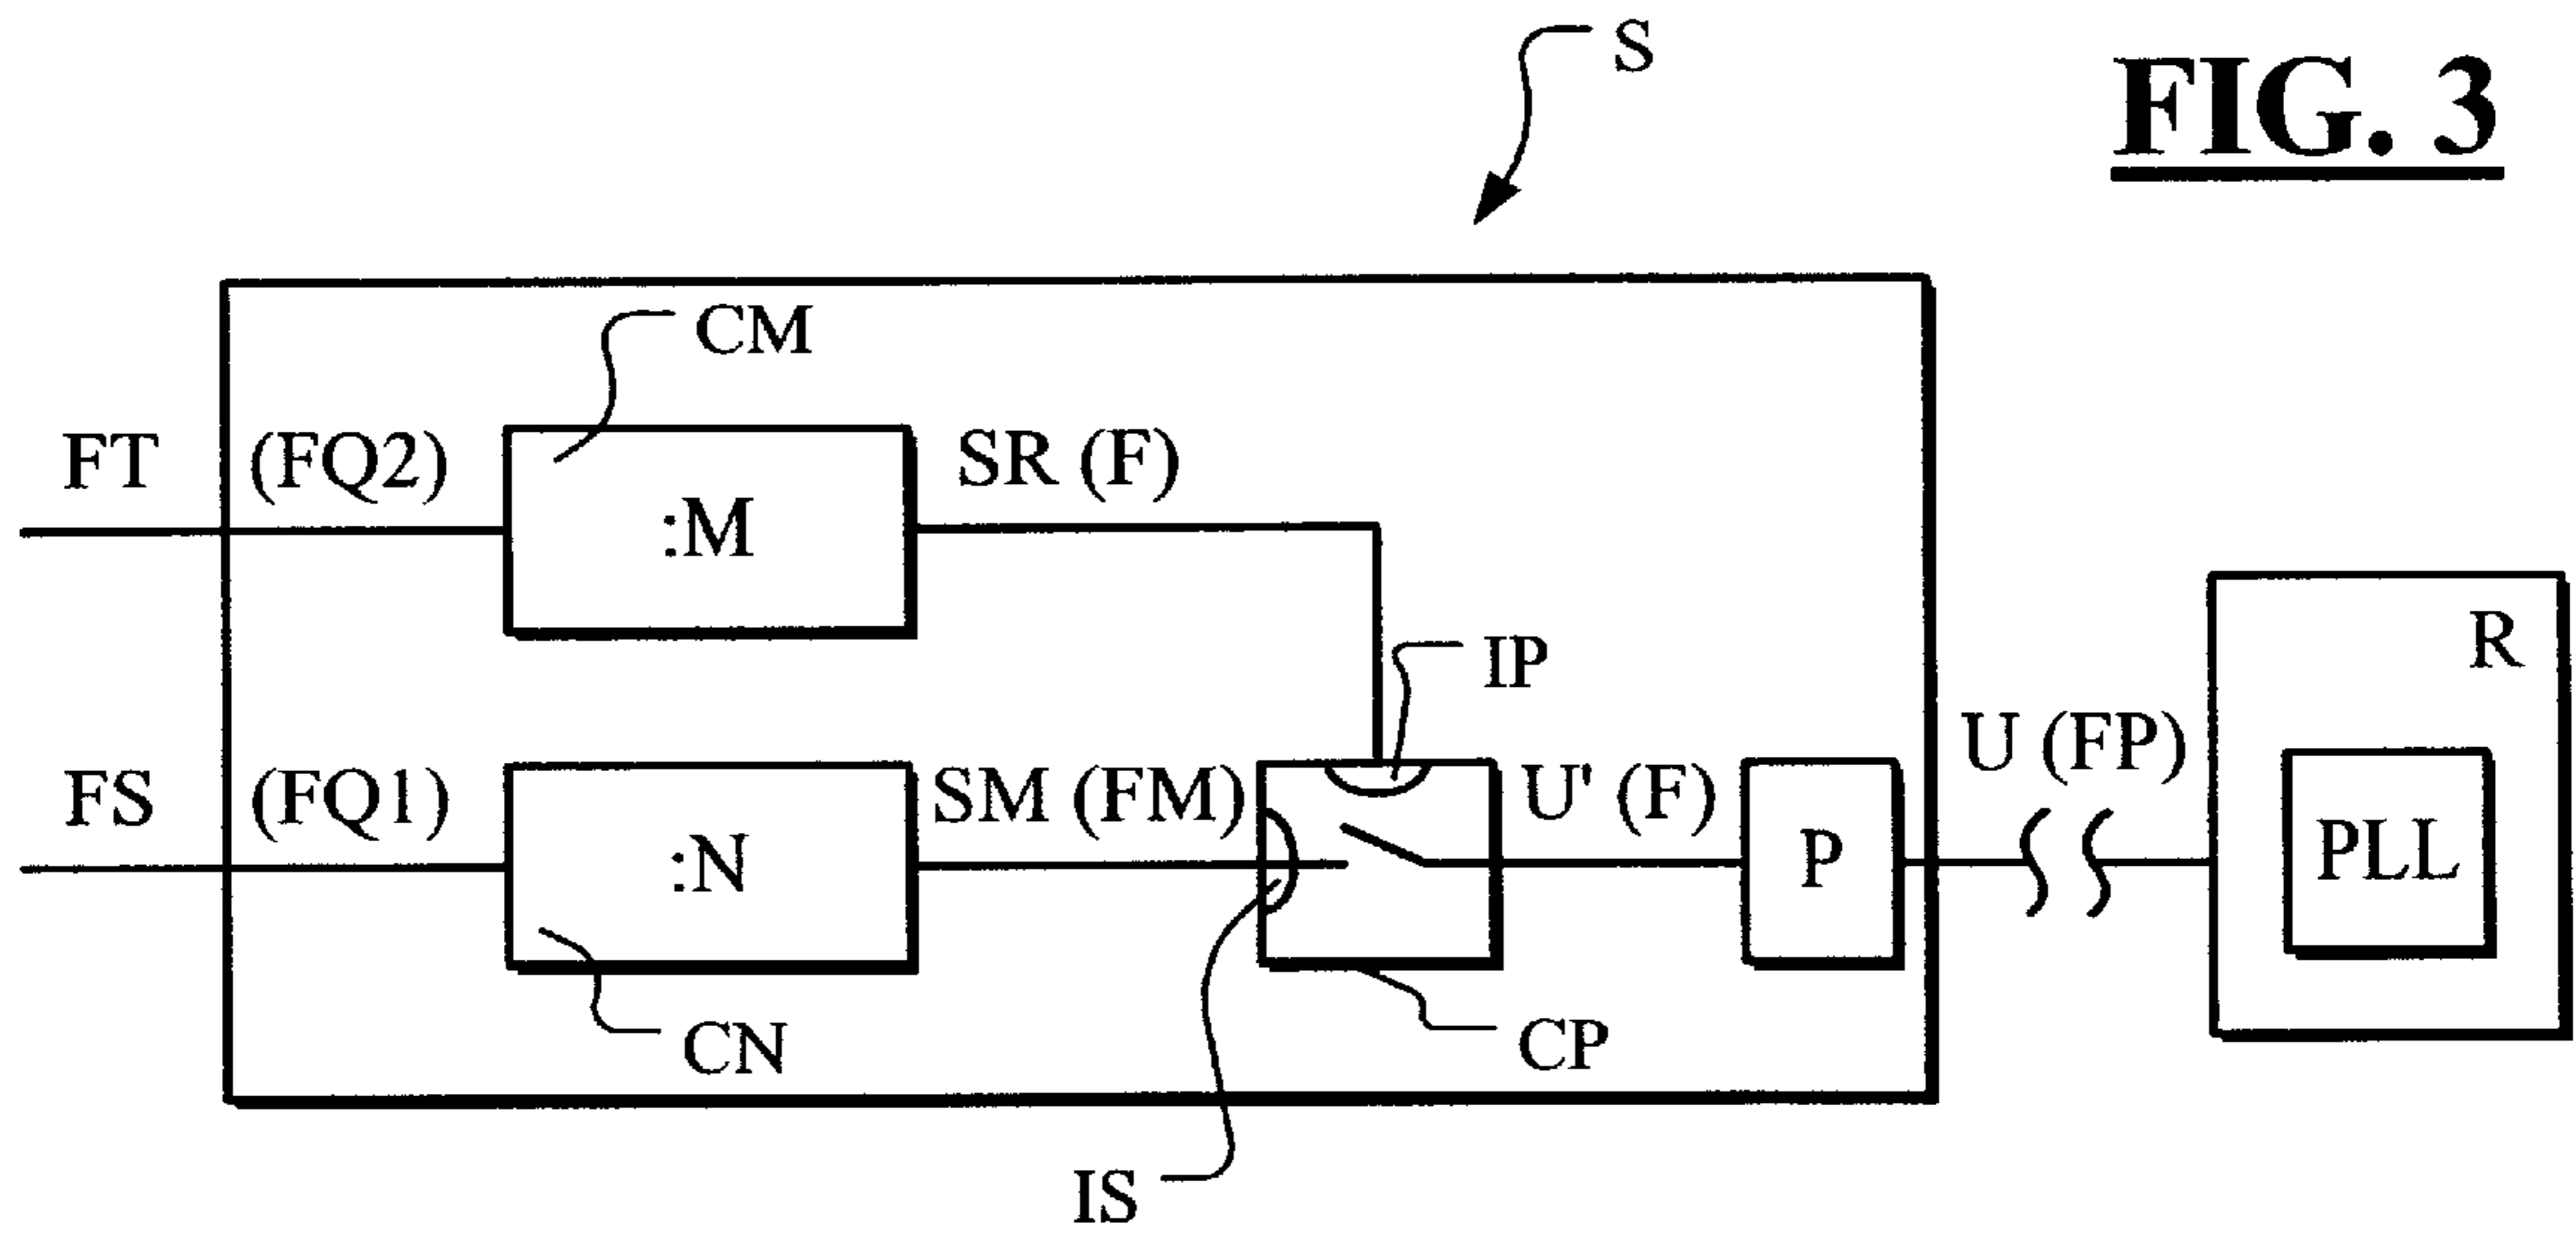 S
FIG. 3
CM
FT (FQ2) SR (F)
:M
IP
R
FS (FQ1) SM (FM) U' (F) U (FP)
:N P PLL
CN CP
IS